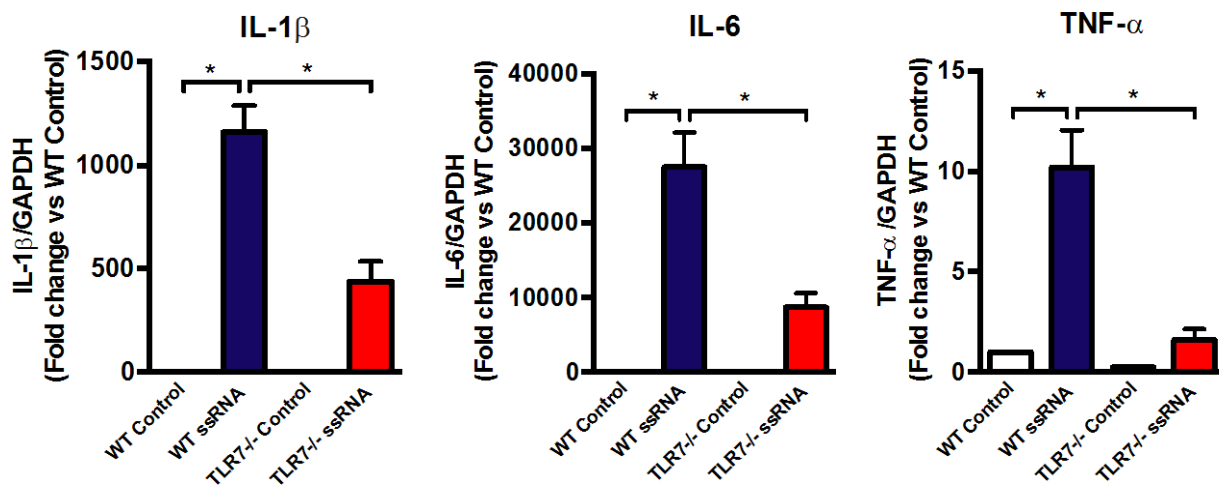 IL-1β
IL-1β/GAPDH
(Fold change vs WT Control)
1500
1000
500
0
*
*
WT Control
WT ssRNA
TLR7-/- Control
TLR7-/- ssRNA
IL-6
IL-6/GAPDH
(Fold change vs WT Control)
40000
30000
20000
10000
0
*
*
WT Control
WT ssRNA
TLR7-/- Control
TLR7-/- ssRNA
TNF-α
TNF-α /GAPDH
(Fold change vs WT Control)
15
10
5
0
*
*
WT Control
WT ssRNA
TLR7-/- Control
TLR7-/- ssRNA